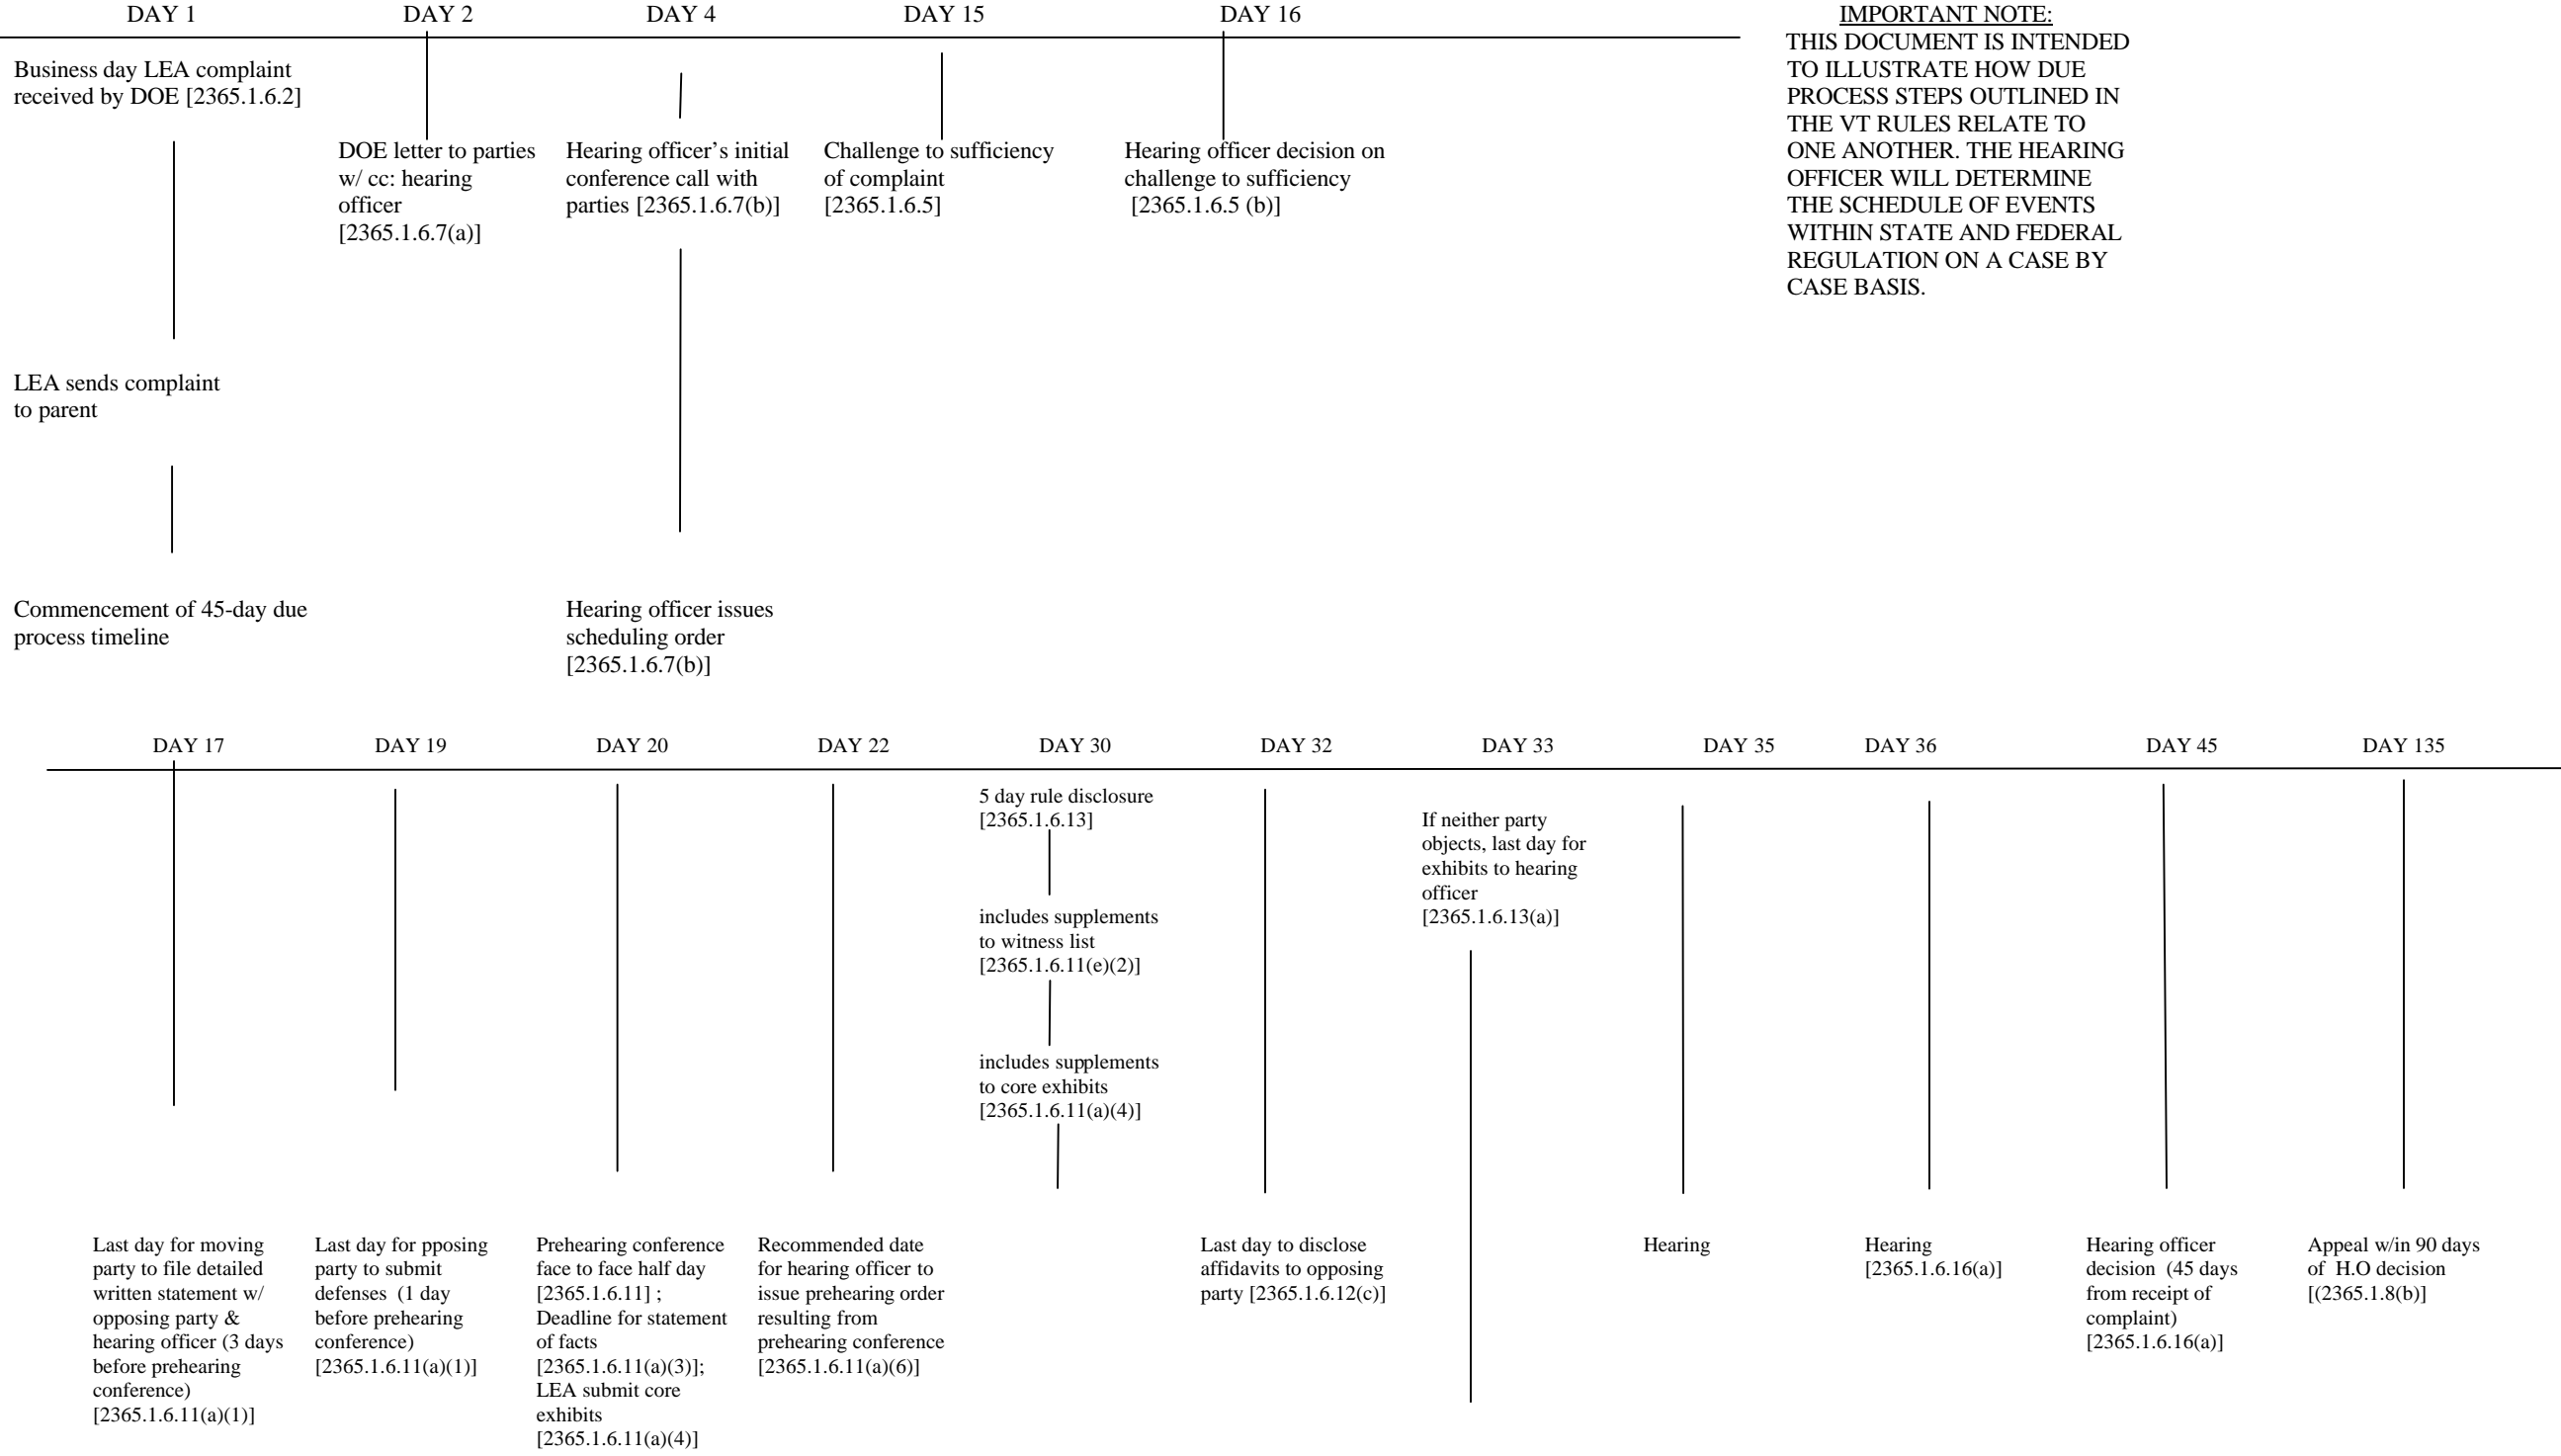 DAY 1
DAY 2
DAY 4
DAY 15
DAY 16
IMPORTANT NOTE:
THIS DOCUMENT IS INTENDED
TO ILLUSTRATE HOW DUE
PROCESS STEPS OUTLINED IN
THE VT RULES RELATE TO
ONE ANOTHER. THE HEARING
OFFICER WILL DETERMINE
THE SCHEDULE OF EVENTS
WITHIN STATE AND FEDERAL
REGULATION ON A CASE BY
CASE BASIS.
Business day LEA complaint
received by DOE [2365.1.6.2]
LEA sends complaint
to parent
Commencement of 45-day due
process timeline
DOE letter to parties
w/ cc: hearing
officer
[2365.1.6.7(a)]
Hearing officer’s initial
conference call with
parties [2365.1.6.7(b)]
Hearing officer issues
scheduling order
[2365.1.6.7(b)]
Challenge to sufficiency
of complaint
[2365.1.6.5]
Hearing officer decision on
challenge to sufficiency
[2365.1.6.5 (b)]
DAY 17
DAY 19
DAY 20
DAY 22
DAY 30
DAY 32
DAY 33
DAY 35
DAY 36
DAY 45
DAY 135
Last day for moving
party to file detailed
written statement w/
opposing party &
hearing officer (3 days
before prehearing
conference)
[2365.1.6.11(a)(1)]
Last day for pposing
party to submit
defenses  (1 day
before prehearing
conference)
[2365.1.6.11(a)(1)]
Prehearing conference
face to face half day
[2365.1.6.11] ;
Deadline for statement
of facts
[2365.1.6.11(a)(3)];
LEA submit core
exhibits
[2365.1.6.11(a)(4)]
Recommended date
for hearing officer to
issue prehearing order
resulting from
prehearing conference
[2365.1.6.11(a)(6)]
5 day rule disclosure
[2365.1.6.13]
includes supplements
to witness list
[2365.1.6.11(e)(2)]
includes supplements
to core exhibits
[2365.1.6.11(a)(4)]
Last day to disclose
affidavits to opposing
party [2365.1.6.12(c)]
If neither party
objects, last day for
exhibits to hearing
officer
[2365.1.6.13(a)]
Hearing
Hearing
[2365.1.6.16(a)]
Hearing officer
decision  (45 days
from receipt of
complaint)
[2365.1.6.16(a)]
Appeal w/in 90 days
of  H.O decision
[(2365.1.8(b)]